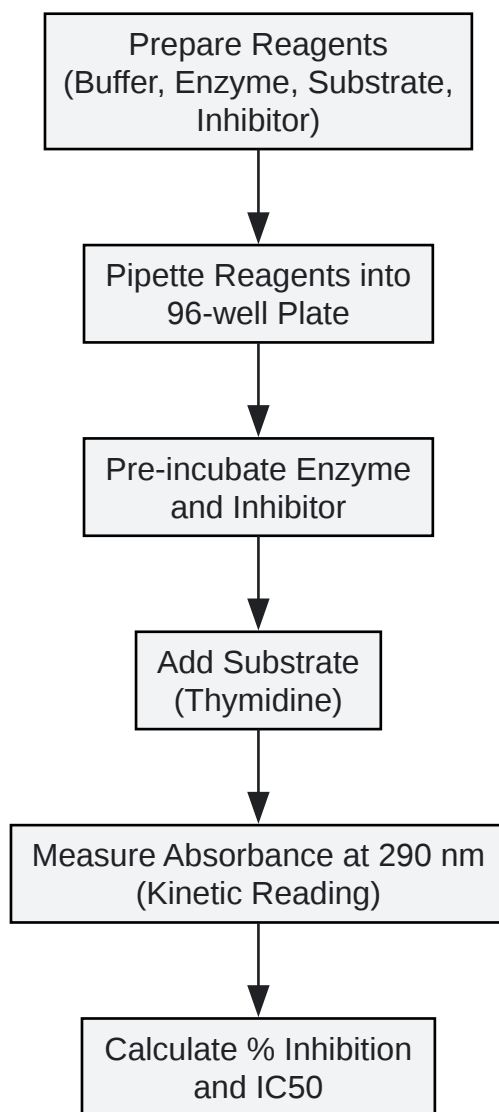 Prepare Reagents
(Buffer, Enzyme, Substrate,
Inhibitor)
Pipette Reagents into
96-well Plate
Pre-incubate Enzyme
and Inhibitor
Add Substrate
(Thymidine)
Measure Absorbance at 290 nm
(Kinetic Reading)
Calculate % Inhibition
and IC50